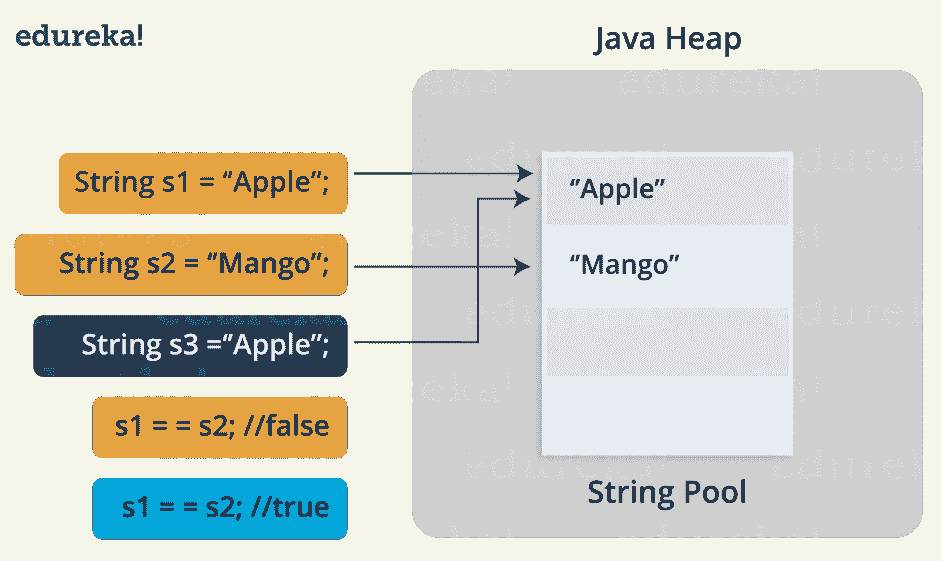 edureka!
Java Heap
String s1 = “Apple”;
“Apple”
String s2 = “Mango”;
“Mango”
String s3 =“Apple”;
s1 = = s2; //false
s1 = = s2; //true
String Pool